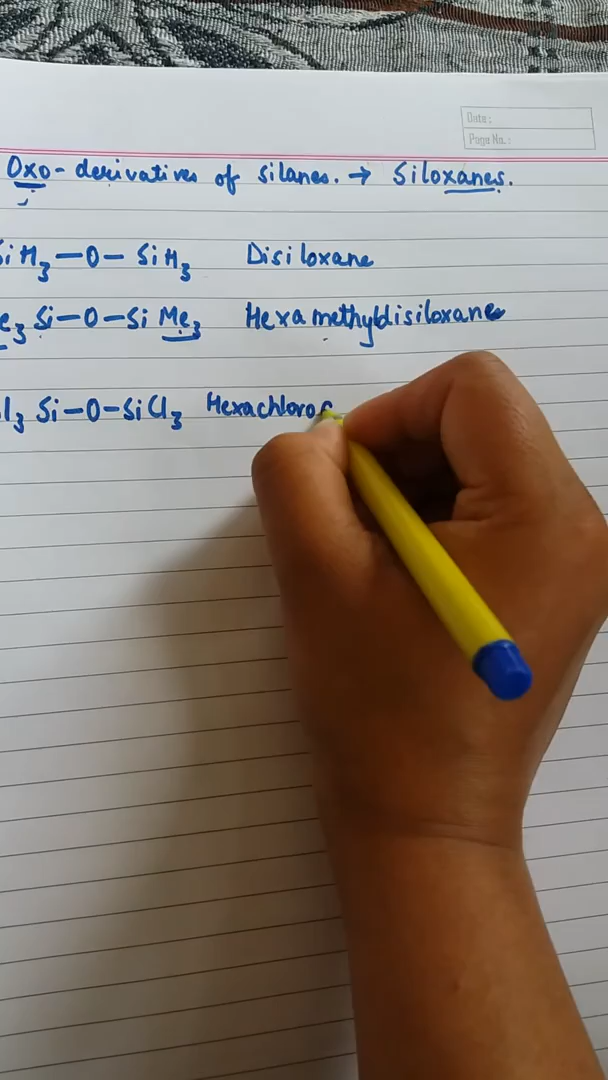 Date:
Page No.:
Oxo-derivatives of silanes. → Siloxanes.
SiH3-O-SiH3 Disiloxane
e3 Si-O-Si Me3 Hexamethyldisiloxane
l3 Si-O-SiCl3 Hexachloro